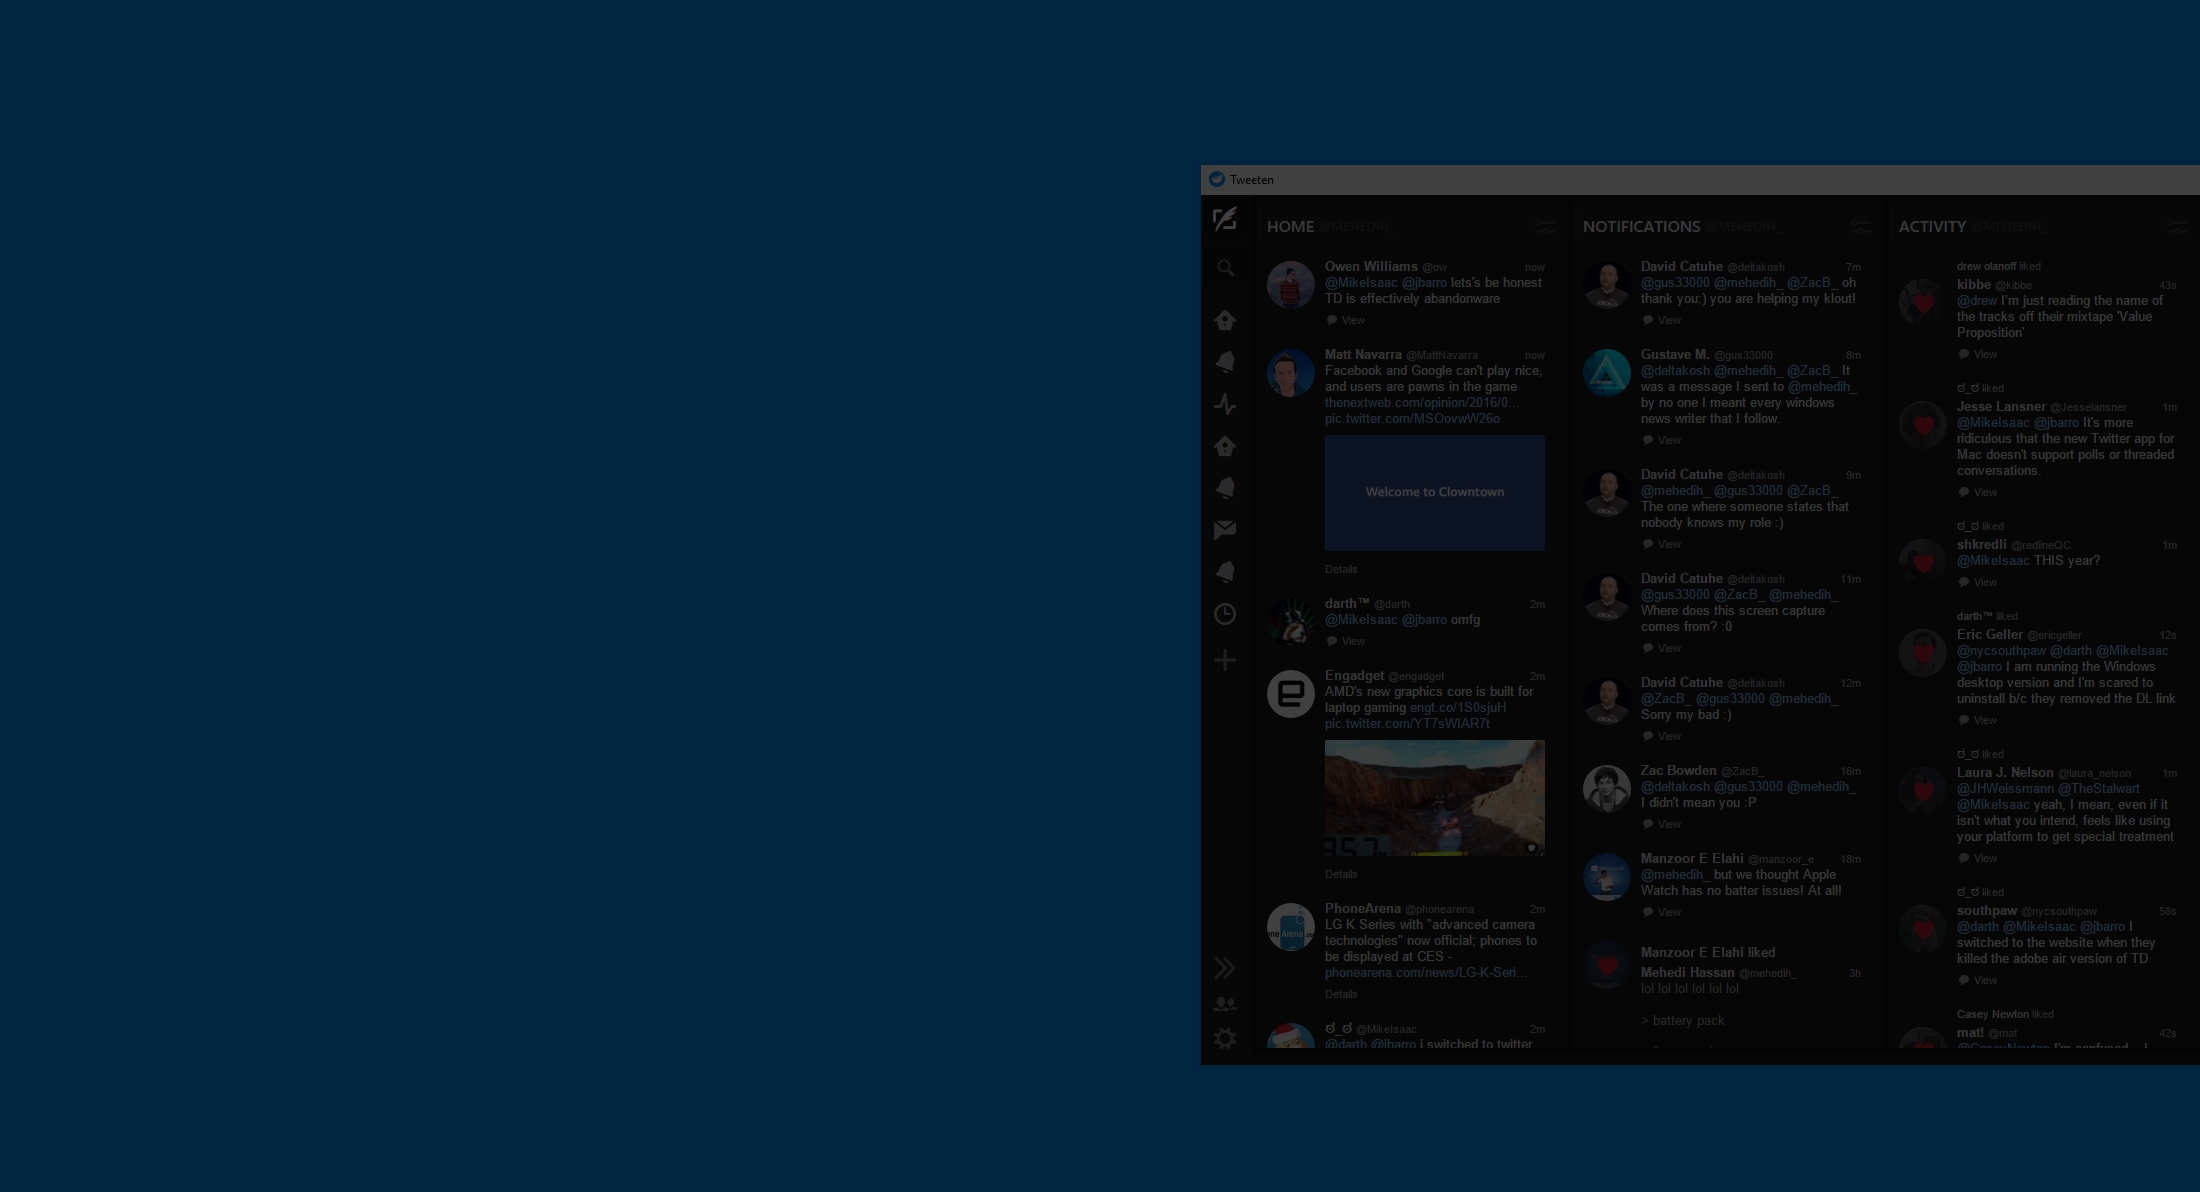 Tweeten
HOME @MEHEDIH_
Owen Williams @ow now
@MikeIsaac @jbarro lets's be honest
TD is effectively abandonware
View
Matt Navarra @MattNavarra now
Facebook and Google can't play nice,
and users are pawns in the game
thenextweb.com/opinion/2016/0...
pic.twitter.com/MSOovwW26o
Welcome to Clowntown
Details
darth™ @darth 2m
@MikeIsaac @jbarro omfg
View
Engadget @engadget 2m
AMD's new graphics core is built for
laptop gaming engt.co/1S0sjuH
pic.twitter.com/YT7sWIAR7t
Details
PhoneArena @phonearena 2m
LG K Series with "advanced camera
technologies" now official; phones to
be displayed at CES -
phonearena.com/news/LG-K-Seri...
Details
ಠ_ಠ @MikeIsaac 2m
@darth @jbarro i switched to twitter
NOTIFICATIONS @MEHEDIH_
David Catuhe @deltakosh 7m
@gus33000 @mehedih_ @ZacB_ oh
thank you:) you are helping my klout!
View
Gustave M. @gus33000 8m
@deltakosh @mehedih_ @ZacB_ It
was a message I sent to @mehedih_
by no one I meant every windows
news writer that I follow.
View
David Catuhe @deltakosh 9m
@mehedih_ @gus33000 @ZacB_
The one where someone states that
nobody knows my role :)
View
David Catuhe @deltakosh 11m
@gus33000 @ZacB_ @mehedih_
Where does this screen capture
comes from? :0
View
David Catuhe @deltakosh 12m
@ZacB_ @gus33000 @mehedih_
Sorry my bad :)
View
Zac Bowden @ZacB_ 16m
@deltakosh @gus33000 @mehedih_
I didn't mean you :P
View
Manzoor E Elahi @manzoor_e 18m
@mehedih_ but we thought Apple
Watch has no batter issues! At all!
View
Manzoor E Elahi liked
Mehedi Hassan @mehedih_ 3h
lol lol lol lol lol lol lol
> battery pack
ACTIVITY @MEHEDIH_
drew olanoff liked
kibbe @kibbe 43s
@drew I'm just reading the name of
the tracks off their mixtape 'Value
Proposition'
View
ಠ_ಠ liked
Jesse Lansner @Jesselansner 1m
@MikeIsaac @jbarro It's more
ridiculous that the new Twitter app for
Mac doesn't support polls or threaded
conversations.
View
ಠ_ಠ liked
shkredli @redlineQC 1m
@MikeIsaac THIS year?
View
darth™ liked
Eric Geller @ericgeller 12s
@nycsouthpaw @darth @MikeIsaac
@jbarro I am running the Windows
desktop version and I'm scared to
uninstall b/c they removed the DL link
View
ಠ_ಠ liked
Laura J. Nelson @laura_nelson 1m
@JHWeissmann @TheStalwart
@MikeIsaac yeah, I mean, even if it
isn't what you intend, feels like using
your platform to get special treatment
View
ಠ_ಠ liked
southpaw @nycsouthpaw 58s
@darth @MikeIsaac @jbarro I
switched to the website when they
killed the adobe air version of TD
View
Casey Newton liked
mat! @mat 42s